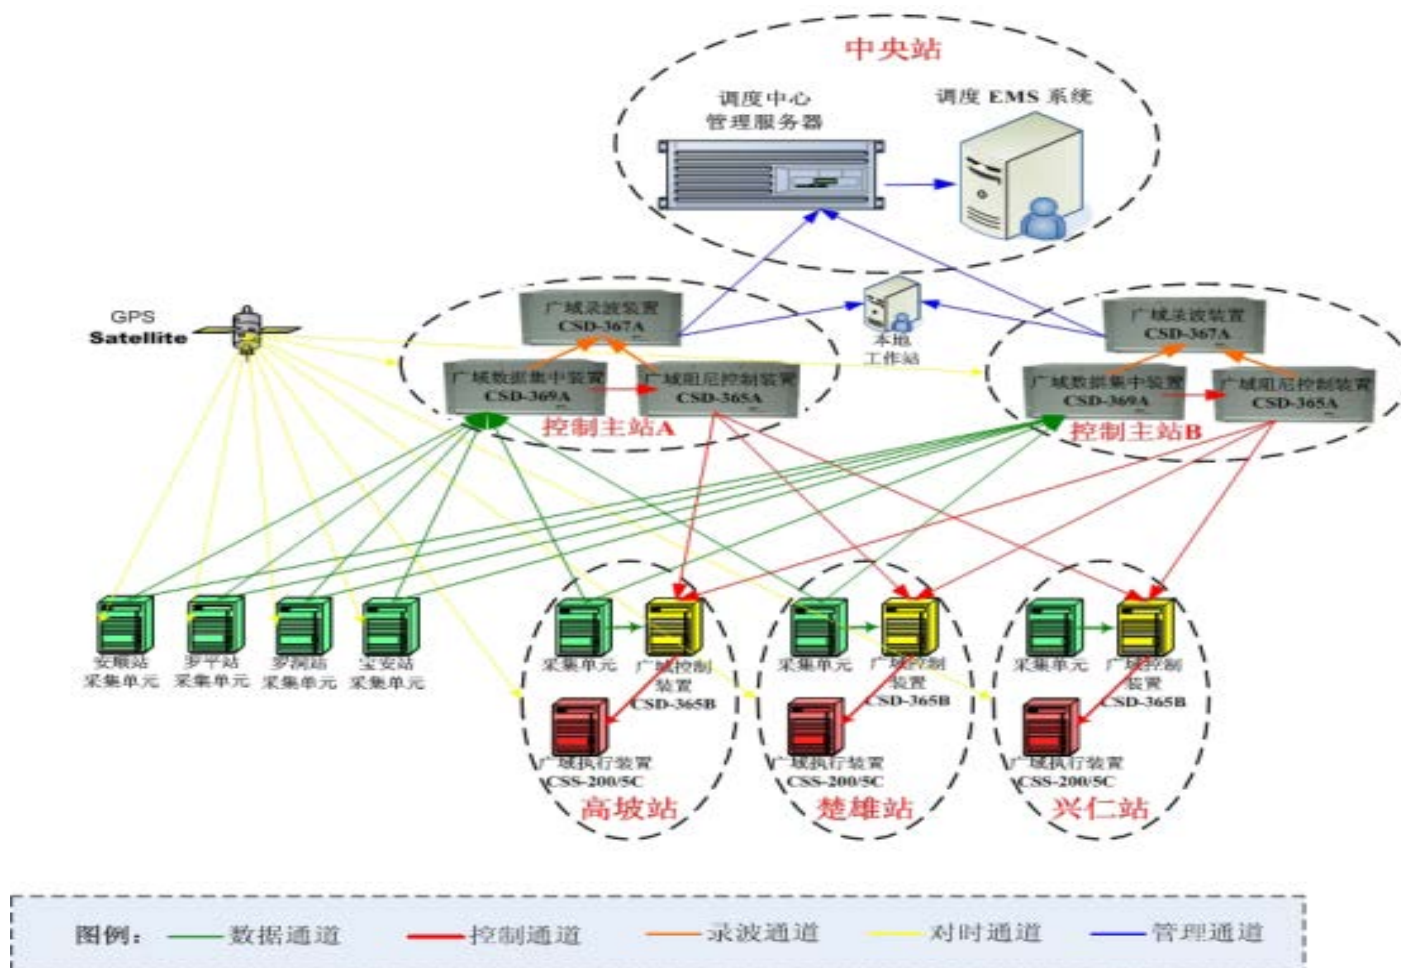 中央站
调度中心
管理服务器
调度 EMS 系统
GPS
Satellite
广域录波装置
CSD-367A
广域数据集中装置
CSD-369A
广域阻尼控制装置
CSD-365A
控制主站A
本地
工作站
广域录波装置
CSD-367A
广域数据集中装置
CSD-369A
广域阻尼控制装置
CSD-365A
控制主站B
安顺站
采集单元
罗平站
采集单元
罗洞站
采集单元
宝安站
采集单元
采集单元
广域控制
装置
CSD-365B
广域执行装置
CSS-200/5C
高坡站
采集单元
广域控制
装置
CSD-365B
广域执行装置
CSS-200/5C
楚雄站
采集单元
广域控制
装置
CSD-365B
广域执行装置
CSS-200/5C
兴仁站
图例： 数据通道 控制通道 录波通道 对时通道 管理通道